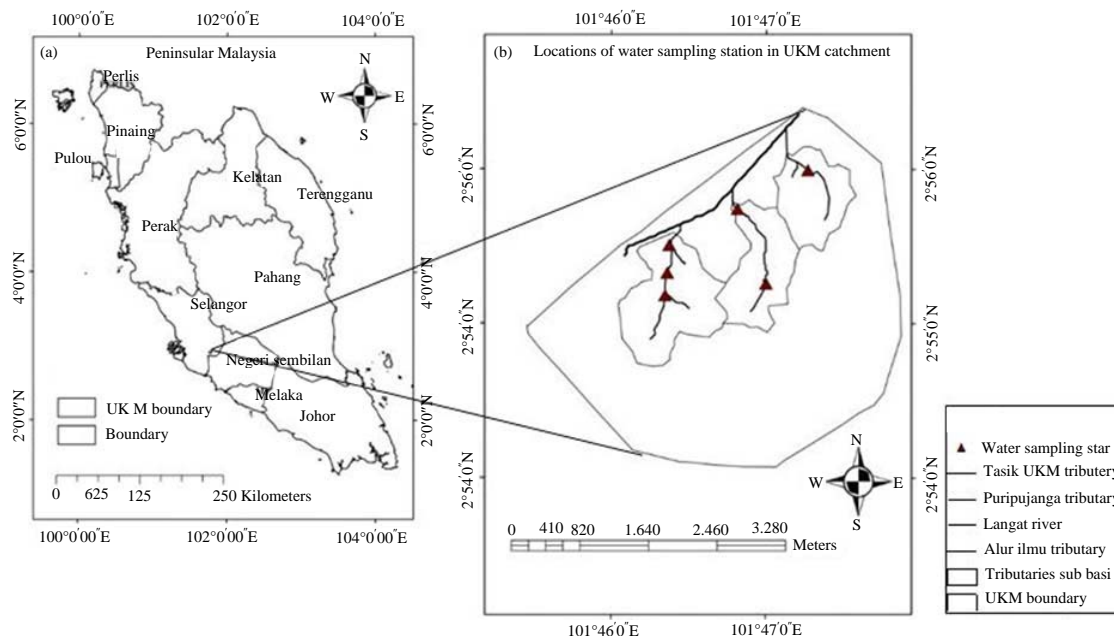 100°0'0"E 102°0'0"E 104°0'0"E
(a) Peninsular Malaysia
N
W E
S
6°0'0"N
4°0'0"N
2°0'0"N
6°0'0"N
4°0'0"N
2°0'0"N
Perlis
Pinaing
Pulou
Kelatan
Terengganu
Perak
Pahang
Selangor
Negeri sembilan
Melaka
Johor
UK M boundary
Boundary
0 625 125 250 Kilometers
100°0'0"E 102°0'0"E 104°0'0"E
101°46'0"E 101°47'0"E
(b) Locations of water sampling station in UKM catchment
2°56'0"N
2°54'0"N
2°54'0"N
2°56'0"N
2°55'0"N
2°54'0"N
N
W E
S
0 410 820 1.640 2.460 3.280
Meters
101°46'0"E 101°47'0"E
Water sampling star
Tasik UKM tributery
Puripujanga tributary
Langat river
Alur ilmu tributary
Tributaries sub basi
UKM boundary